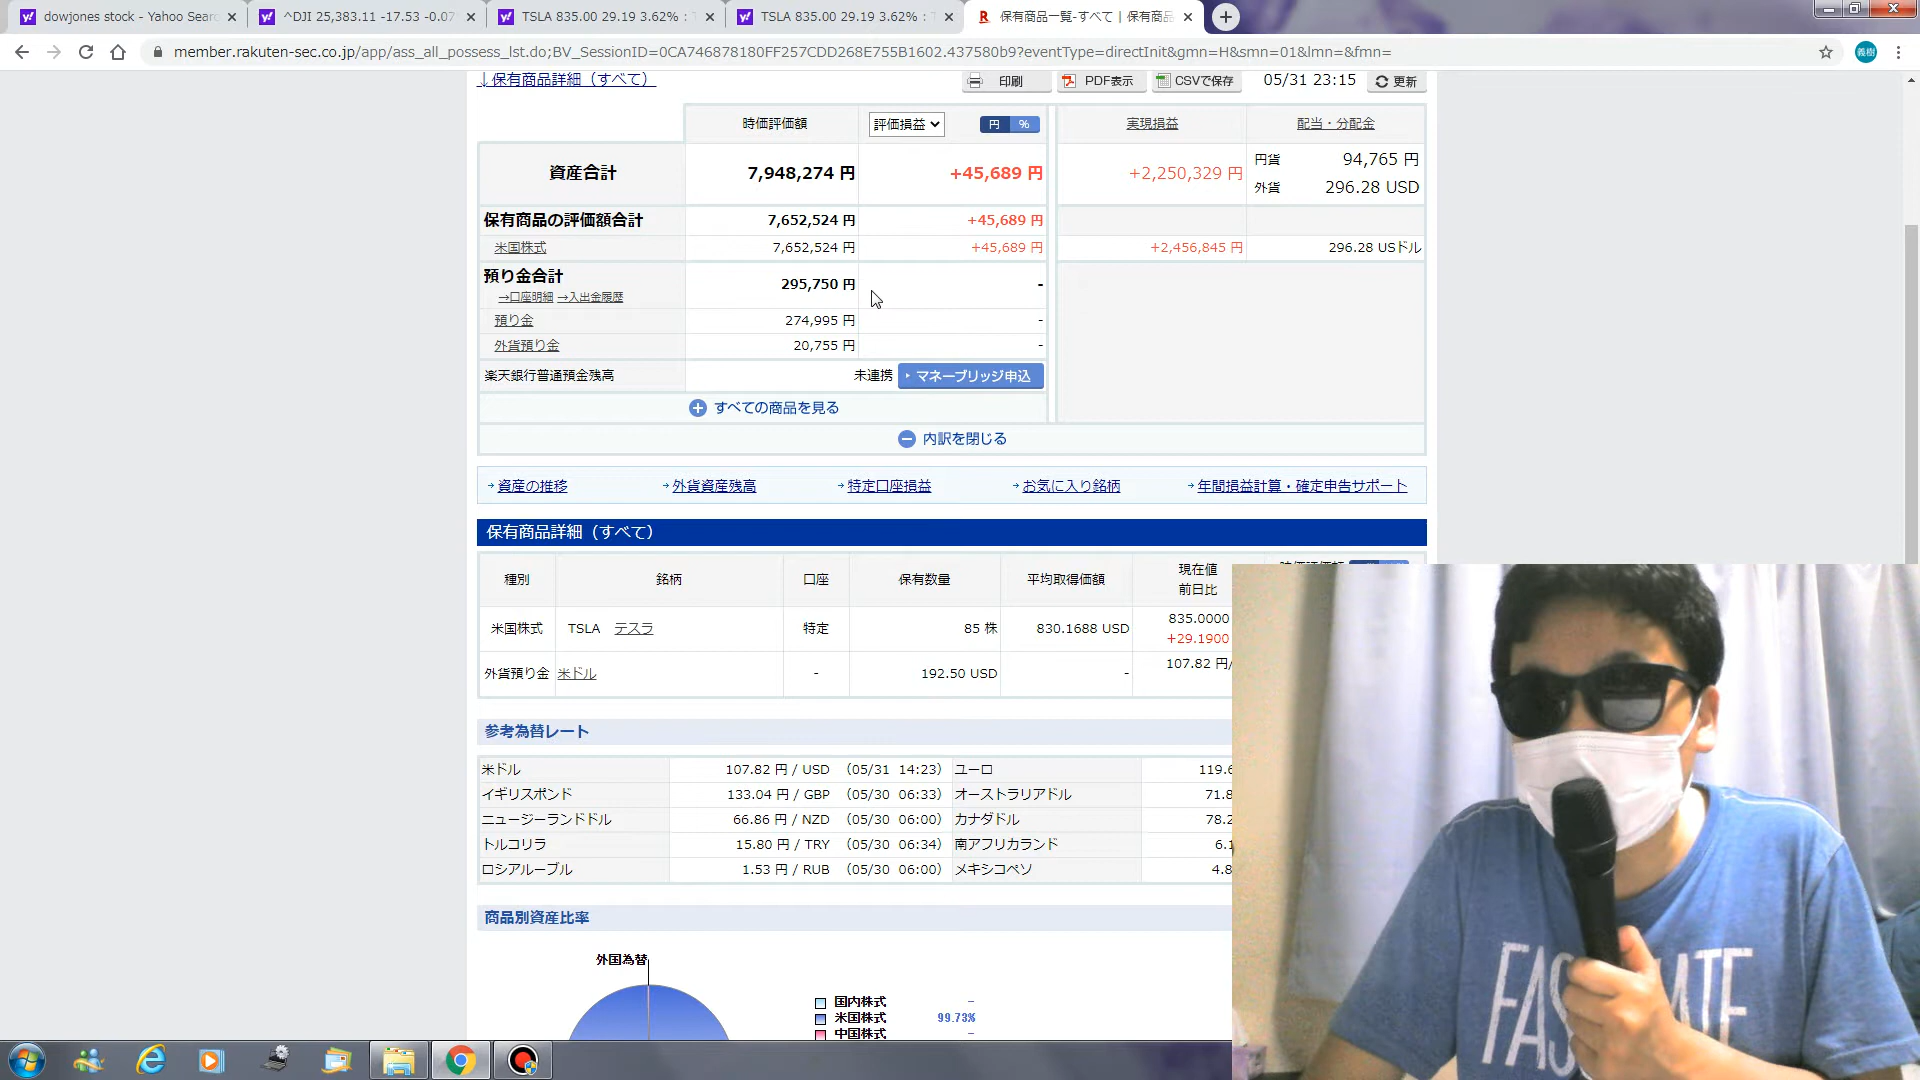 dowjones stock - Yahoo Sear
^DJI 25,383.11 -17.53 -0.07
TSLA 835.00 29.19 3.62% : T
TSLA 835.00 29.19 3.62% : T
保有商品一覧-すべて | 保有商品
member.rakuten-sec.co.jp/app/ass_all_possess_lst.do;BV_SessionID=0CA746878180FF257CDD268E755B1602.437580b9?eventType=directInit&gmn=H&smn=01&lmn=&fmn=
義樹
↓保有商品詳細（すべて）
印刷 PDF表示 CSVで保存 05/31 23:15 更新
時価評価額 評価損益 円 % 実現損益 配当・分配金
資産合計 7,948,274 円 +45,689 円 +2,250,329 円 円貨 94,765 円
外貨 296.28 USD
保有商品の評価額合計 7,652,524 円 +45,689 円
米国株式 7,652,524 円 +45,689 円 +2,456,845 円 296.28 USドル
預り金合計 295,750 円 -
→口座明細 →入出金履歴
預り金 274,995 円 -
外貨預り金 20,755 円 -
楽天銀行普通預金残高 未連携 マネーブリッジ申込
すべての商品を見る
内訳を閉じる
→資産の推移 →外貨資産残高 →特定口座損益 →お気に入り銘柄 →年間損益計算・確定申告サポート
保有商品詳細（すべて）
種別 銘柄 口座 保有数量 平均取得価額 現在値
前日比
米国株式 TSLA テスラ 特定 85 株 830.1688 USD 835.0000
+29.1900
外貨預り金 米ドル - 192.50 USD - 107.82 円/
参考為替レート
米ドル 107.82 円 / USD （05/31 14:23） ユーロ 119.6
イギリスポンド 133.04 円 / GBP （05/30 06:33） オーストラリアドル 71.8
ニュージーランドドル 66.86 円 / NZD （05/30 06:00） カナダドル 78.2
トルコリラ 15.80 円 / TRY （05/30 06:34） 南アフリカランド 6.1
ロシアルーブル 1.53 円 / RUB （05/30 06:00） メキシコペソ 4.8
商品別資産比率
外国為替
国内株式 -
米国株式 99.73%
中国株式 -